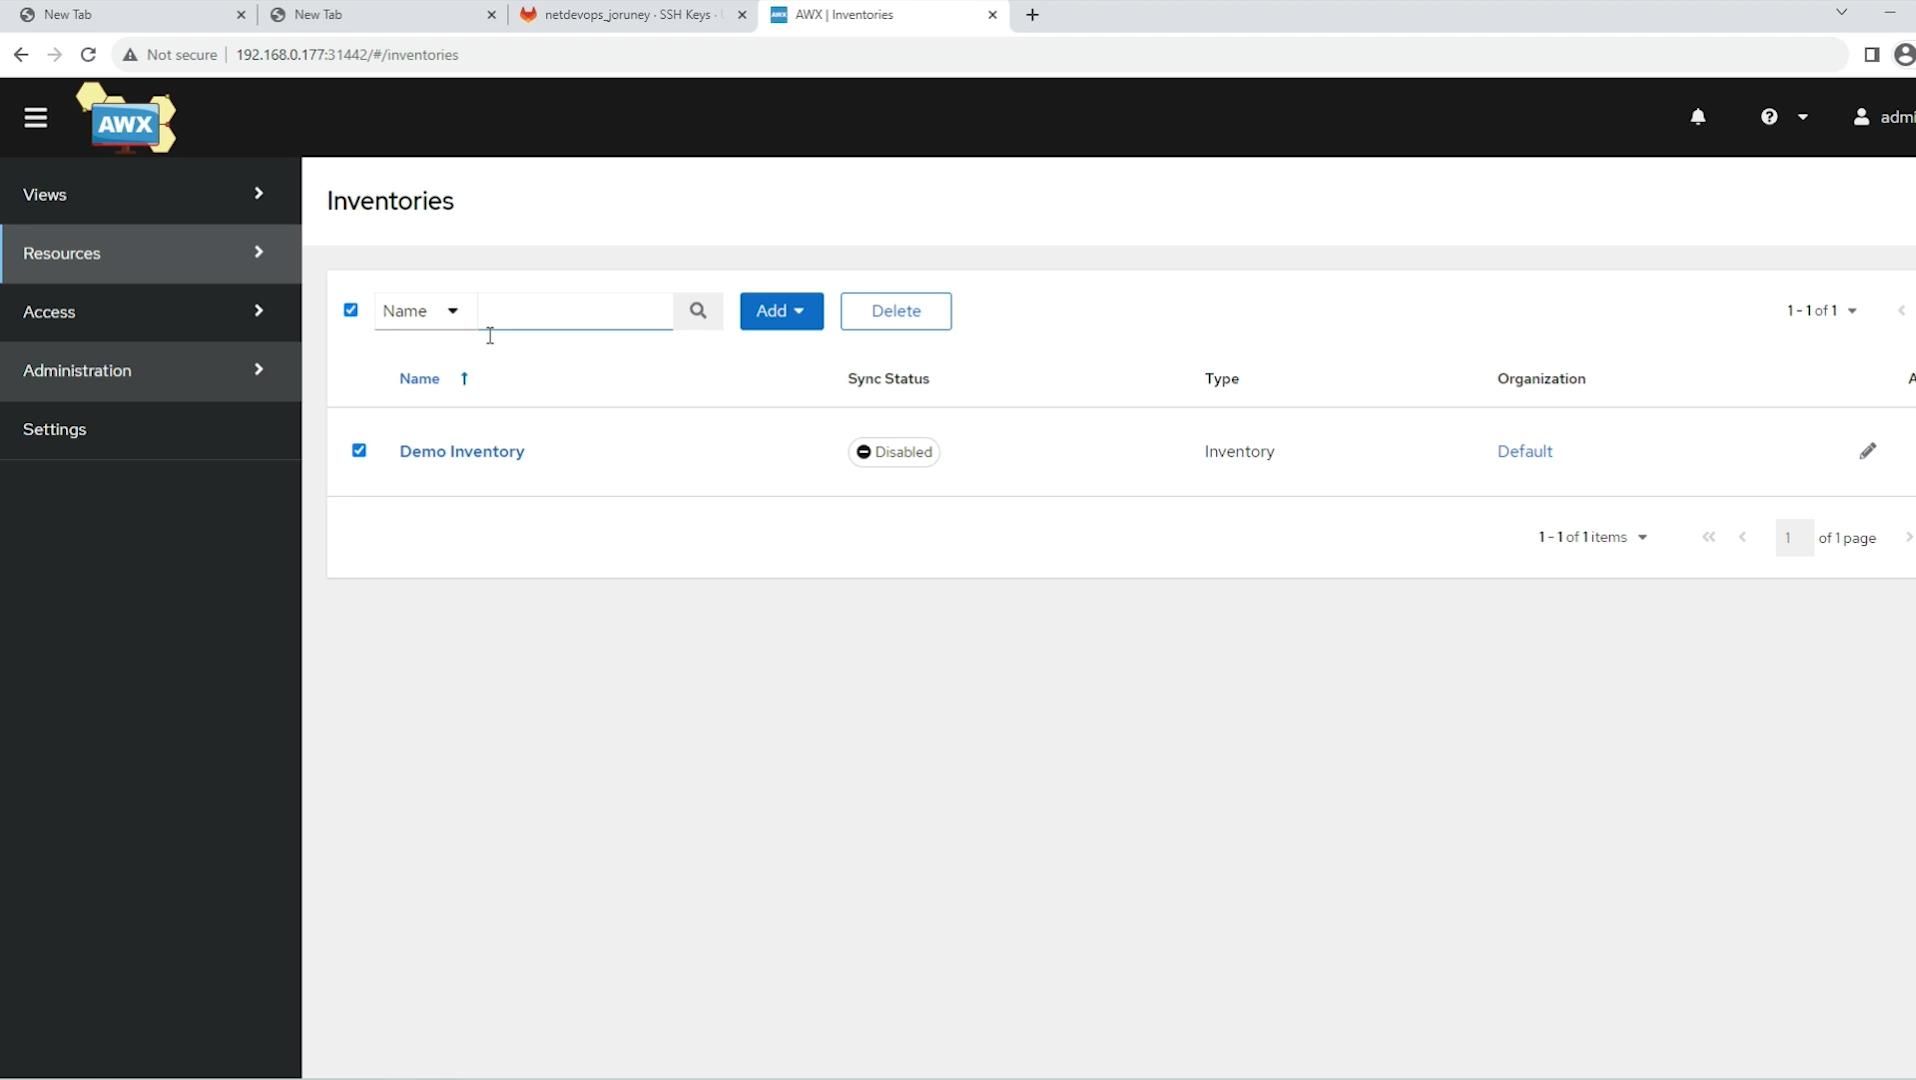 New Tab
New Tab
netdevops_joruney · SSH Keys ·
AWX | Inventories
Not secure
192.168.0.177:31442/#/inventories
AWX
admi
Views
Resources
Access
Administration
Settings
Inventories
Name
Add
Delete
1 - 1 of 1
Name
Sync Status
Type
Organization
A
Demo Inventory
Disabled
Inventory
Default
1 - 1 of 1 items
1
of 1 page